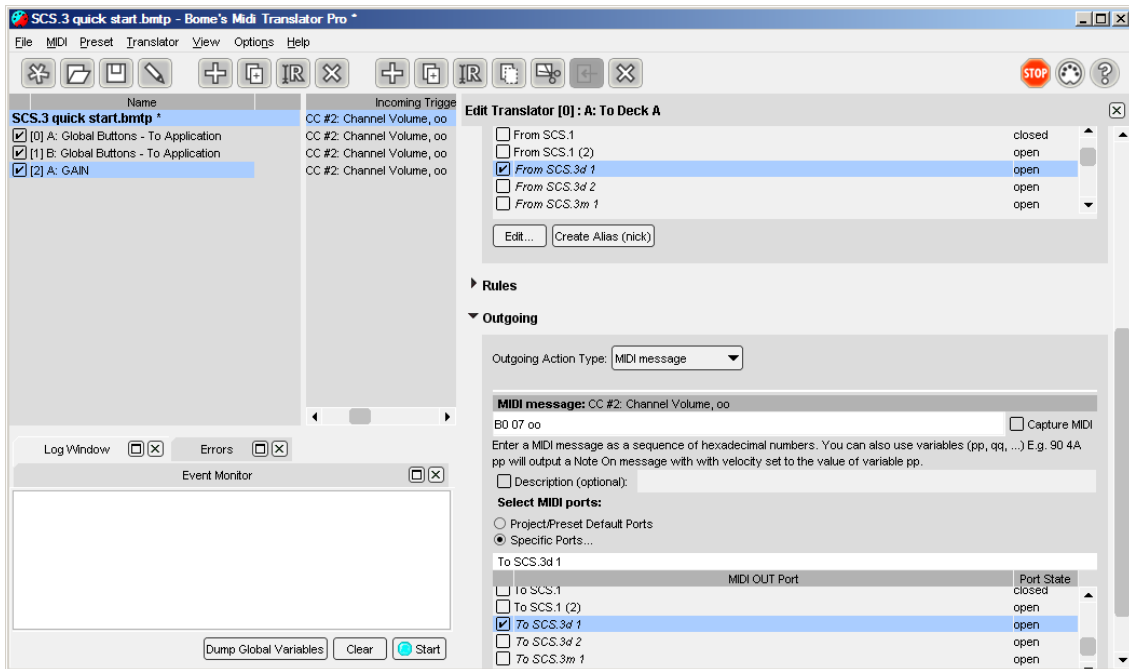 SCS.3 quick start.bmtp - Bome's Midi Translator Pro *
File MIDI Preset Translator View Options Help
STOP
Name
SCS.3 quick start.bmtp *
[0] A: Global Buttons - To Application
[1] B: Global Buttons - To Application
[2] A: GAIN
Incoming Trigge
CC #2: Channel Volume, oo
CC #2: Channel Volume, oo
CC #2: Channel Volume, oo
CC #2: Channel Volume, oo
Log Window Errors
Event Monitor
Dump Global Variables Clear Start
Edit Translator [0] : A: To Deck A
From SCS.1 closed
From SCS.1 (2) open
From SCS.3d 1 open
From SCS.3d 2 open
From SCS.3m 1 open
Edit... Create Alias (nick)
Rules
Outgoing
Outgoing Action Type: MIDI message
MIDI message: CC #2: Channel Volume, oo
B0 07 oo Capture MIDI
Enter a MIDI message as a sequence of hexadecimal numbers. You can also use variables (pp, qq, ...) E.g. 90 4A
pp will output a Note On message with with velocity set to the value of variable pp.
Description (optional):
Select MIDI ports:
Project/Preset Default Ports
Specific Ports...
To SCS.3d 1
MIDI OUT Port Port State
To SCS.1 closed
To SCS.1 (2) open
To SCS.3d 1 open
To SCS.3d 2 open
To SCS.3m 1 open